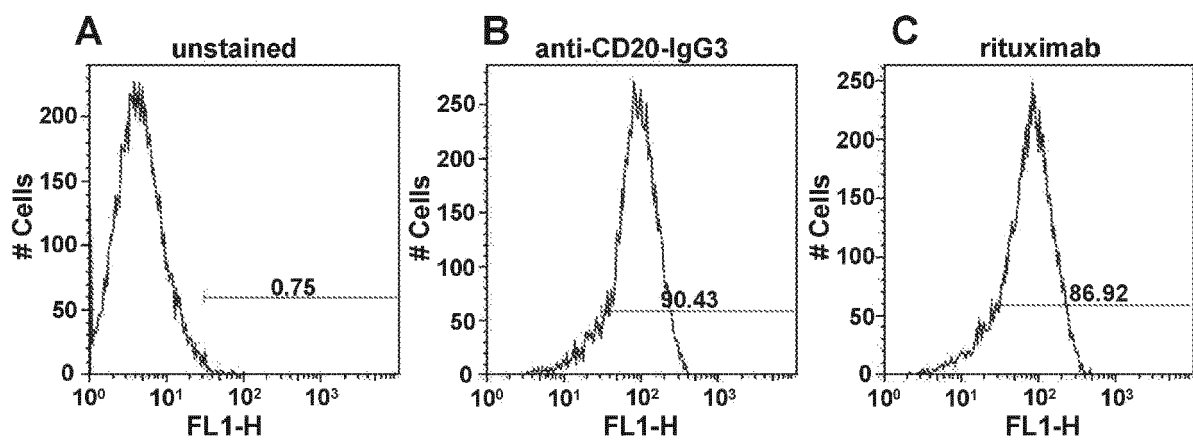 A
unstained
200
150
100
50
0
# Cells
0.75
10⁰ 10¹ 10² 10³
FL1-H
B
anti-CD20-IgG3
250
200
150
100
50
0
# Cells
90.43
10⁰ 10¹ 10² 10³
FL1-H
C
rituximab
250
200
150
100
50
0
# Cells
86.92
10⁰ 10¹ 10² 10³
FL1-H